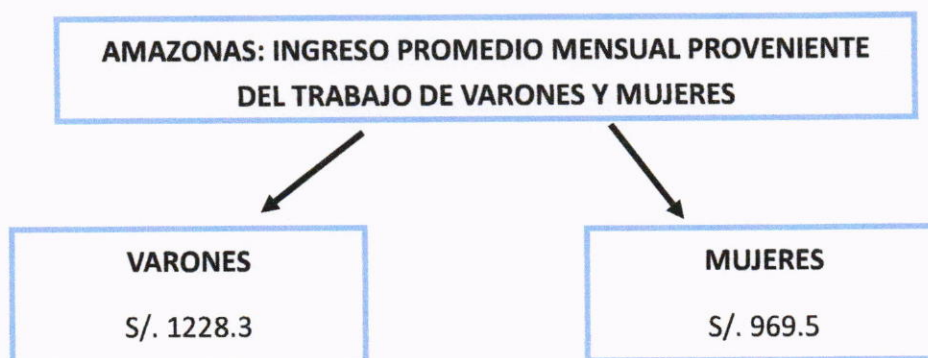 AMAZONAS: INGRESO PROMEDIO MENSUAL PROVENIENTE
DEL TRABAJO DE VARONES Y MUJERES
VARONES
S/. 1228.3
MUJERES
S/. 969.5